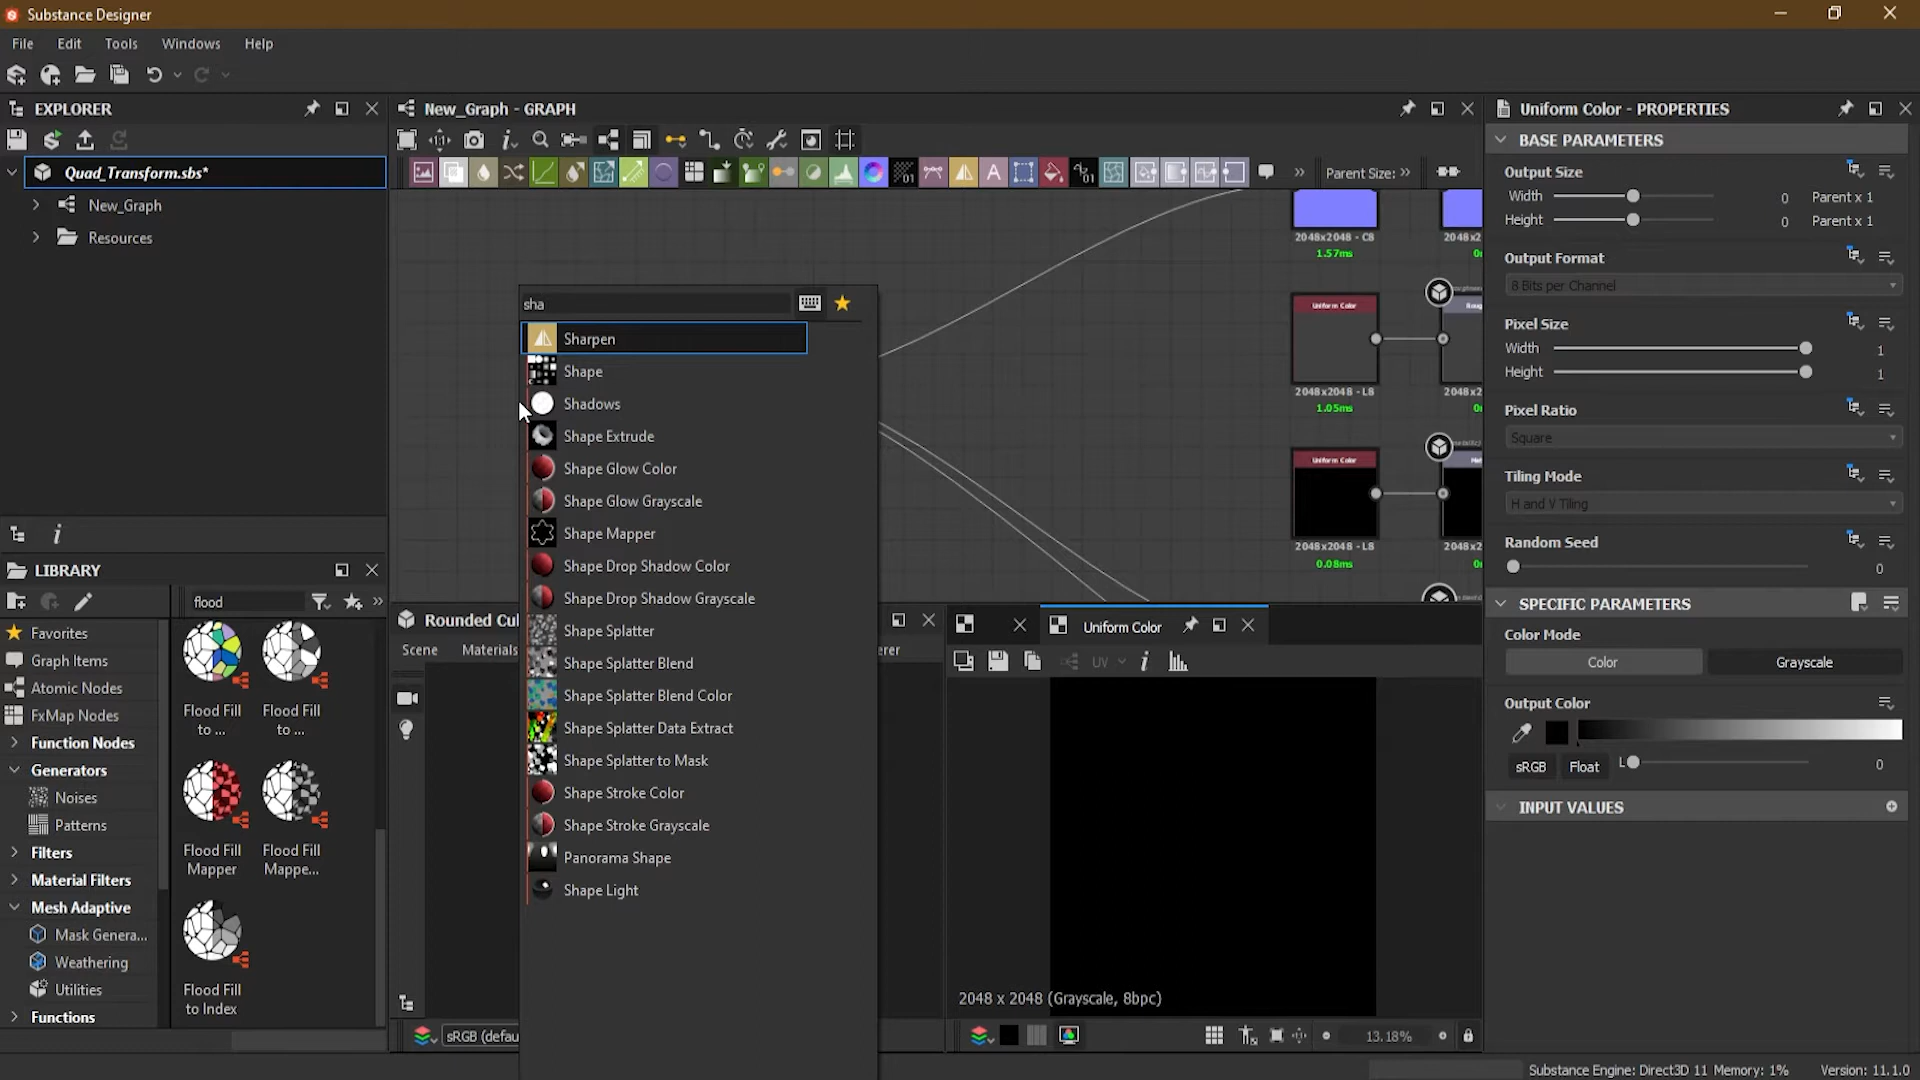 Substance Designer
File Edit Tools Windows Help
EXPLORER
Quad_Transform.sbs*
New_Graph
Resources
LIBRARY
flood
Favorites
Graph Items
Atomic Nodes
FxMap Nodes
Function Nodes
Generators
Noises
Patterns
Filters
Material Filters
Mesh Adaptive
Mask Genera...
Weathering
Utilities
Functions
Flood Fill to ...
Flood Fill to ...
Flood Fill Mapper
Flood Fill Mappe...
Flood Fill to Index
New_Graph - GRAPH
Parent Size:
sha
Sharpen
Shape
Shadows
Shape Extrude
Shape Glow Color
Shape Glow Grayscale
Shape Mapper
Shape Drop Shadow Color
Shape Drop Shadow Grayscale
Shape Splatter
Shape Splatter Blend
Shape Splatter Blend Color
Shape Splatter Data Extract
Shape Splatter to Mask
Shape Stroke Color
Shape Stroke Grayscale
Panorama Shape
Shape Light
2048x2048 - C8
1.57ms
2048x2
Uniform Color
2048x2048 - L8
1.05ms
2048x2
Uniform Color
2048x2048 - L8
0.08ms
2048x2
Rounded Cu
Scene Materials
erer
sRGB (defau
Uniform Color
UV
2048 x 2048 (Grayscale, 8bpc)
13.18%
Uniform Color - PROPERTIES
BASE PARAMETERS
Output Size
Width 0 Parent x 1
Height 0 Parent x 1
Output Format
8 Bits per Channel
Pixel Size
Width 1
Height 1
Pixel Ratio
Square
Tiling Mode
H and V Tiling
Random Seed
0
SPECIFIC PARAMETERS
Color Mode
Color Grayscale
Output Color
sRGB Float L 0
INPUT VALUES
Substance Engine: Direct3D 11 Memory: 1% Version: 11.1.0